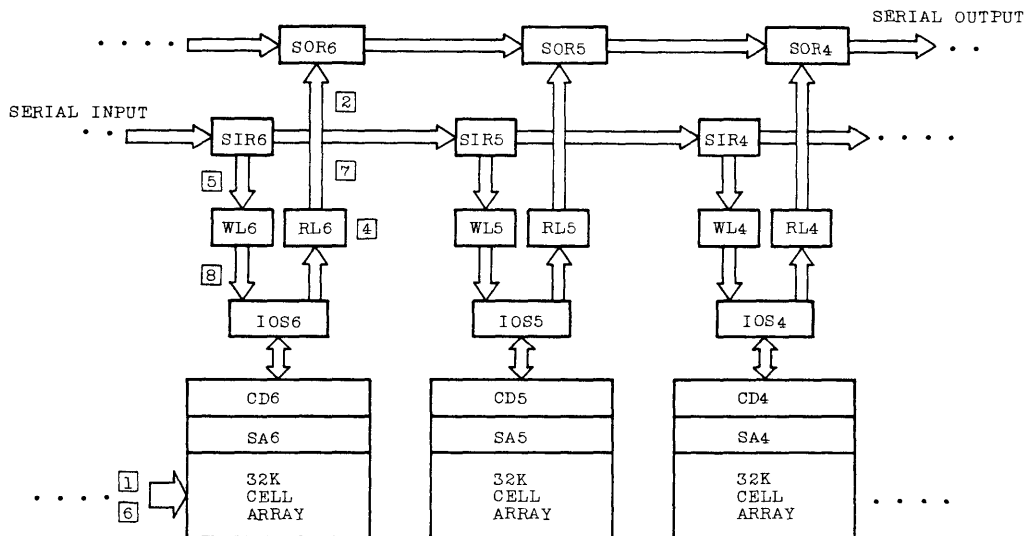 SERIAL OUTPUT
SOR6 SOR5 SOR4
2
SERIAL INPUT
SIR6 SIR5 SIR4
7
5
WL6 RL6 4 WL5 RL5 WL4 RL4
8
IOS6 IOS5 IOS4
CD6 CD5 CD4
SA6 SA5 SA4
1
6
32K
CELL
ARRAY
32K
CELL
ARRAY
32K
CELL
ARRAY